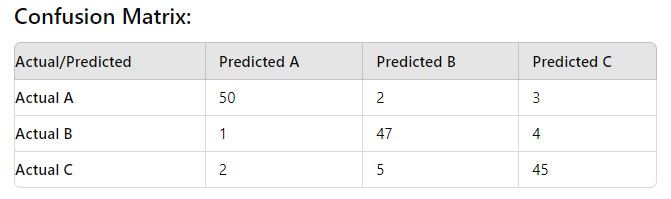 Confusion Matrix:
Actual/Predicted Predicted A Predicted B Predicted C
Actual A 50 2 3
Actual B 1 47 4
Actual C 2 5 45